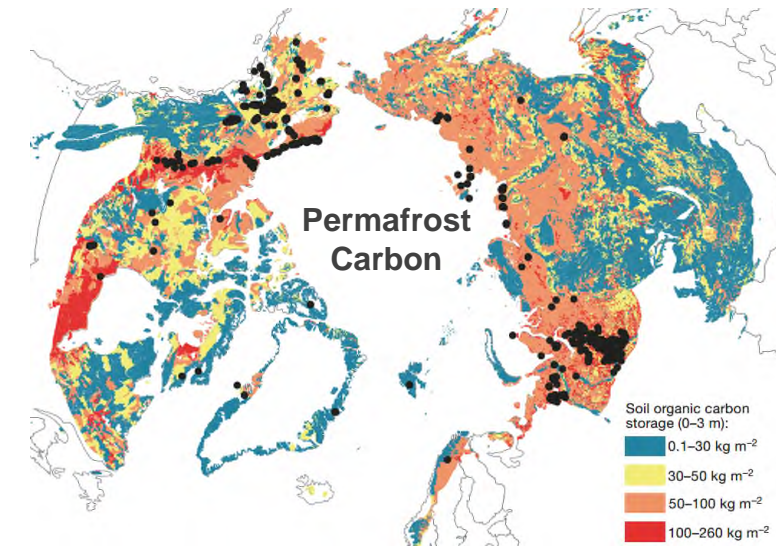 Permafrost
Carbon
Soil organic carbon
storage (0–3 m):
0.1–30 kg m⁻²
30–50 kg m⁻²
50–100 kg m⁻²
100–260 kg m⁻²